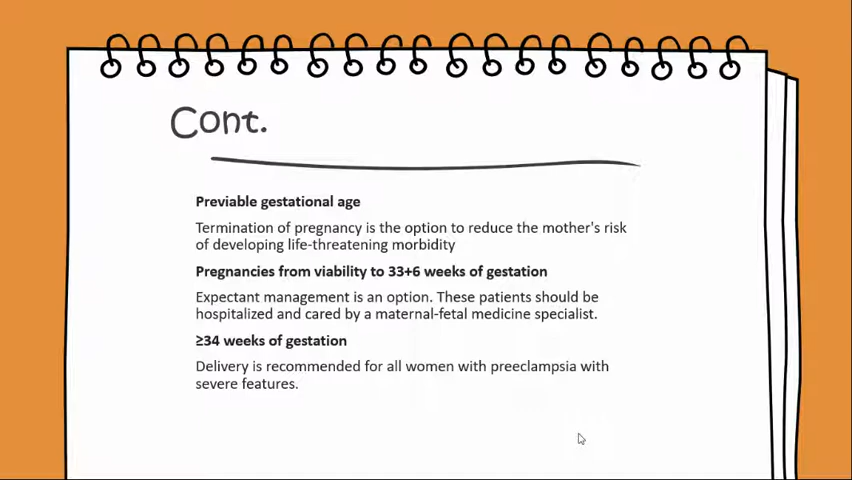 Cont.
Previable gestational age
Termination of pregnancy is the option to reduce the mother's risk
of developing life-threatening morbidity
Pregnancies from viability to 33+6 weeks of gestation
Expectant management is an option. These patients should be
hospitalized and cared by a maternal-fetal medicine specialist.
≥34 weeks of gestation
Delivery is recommended for all women with preeclampsia with
severe features.